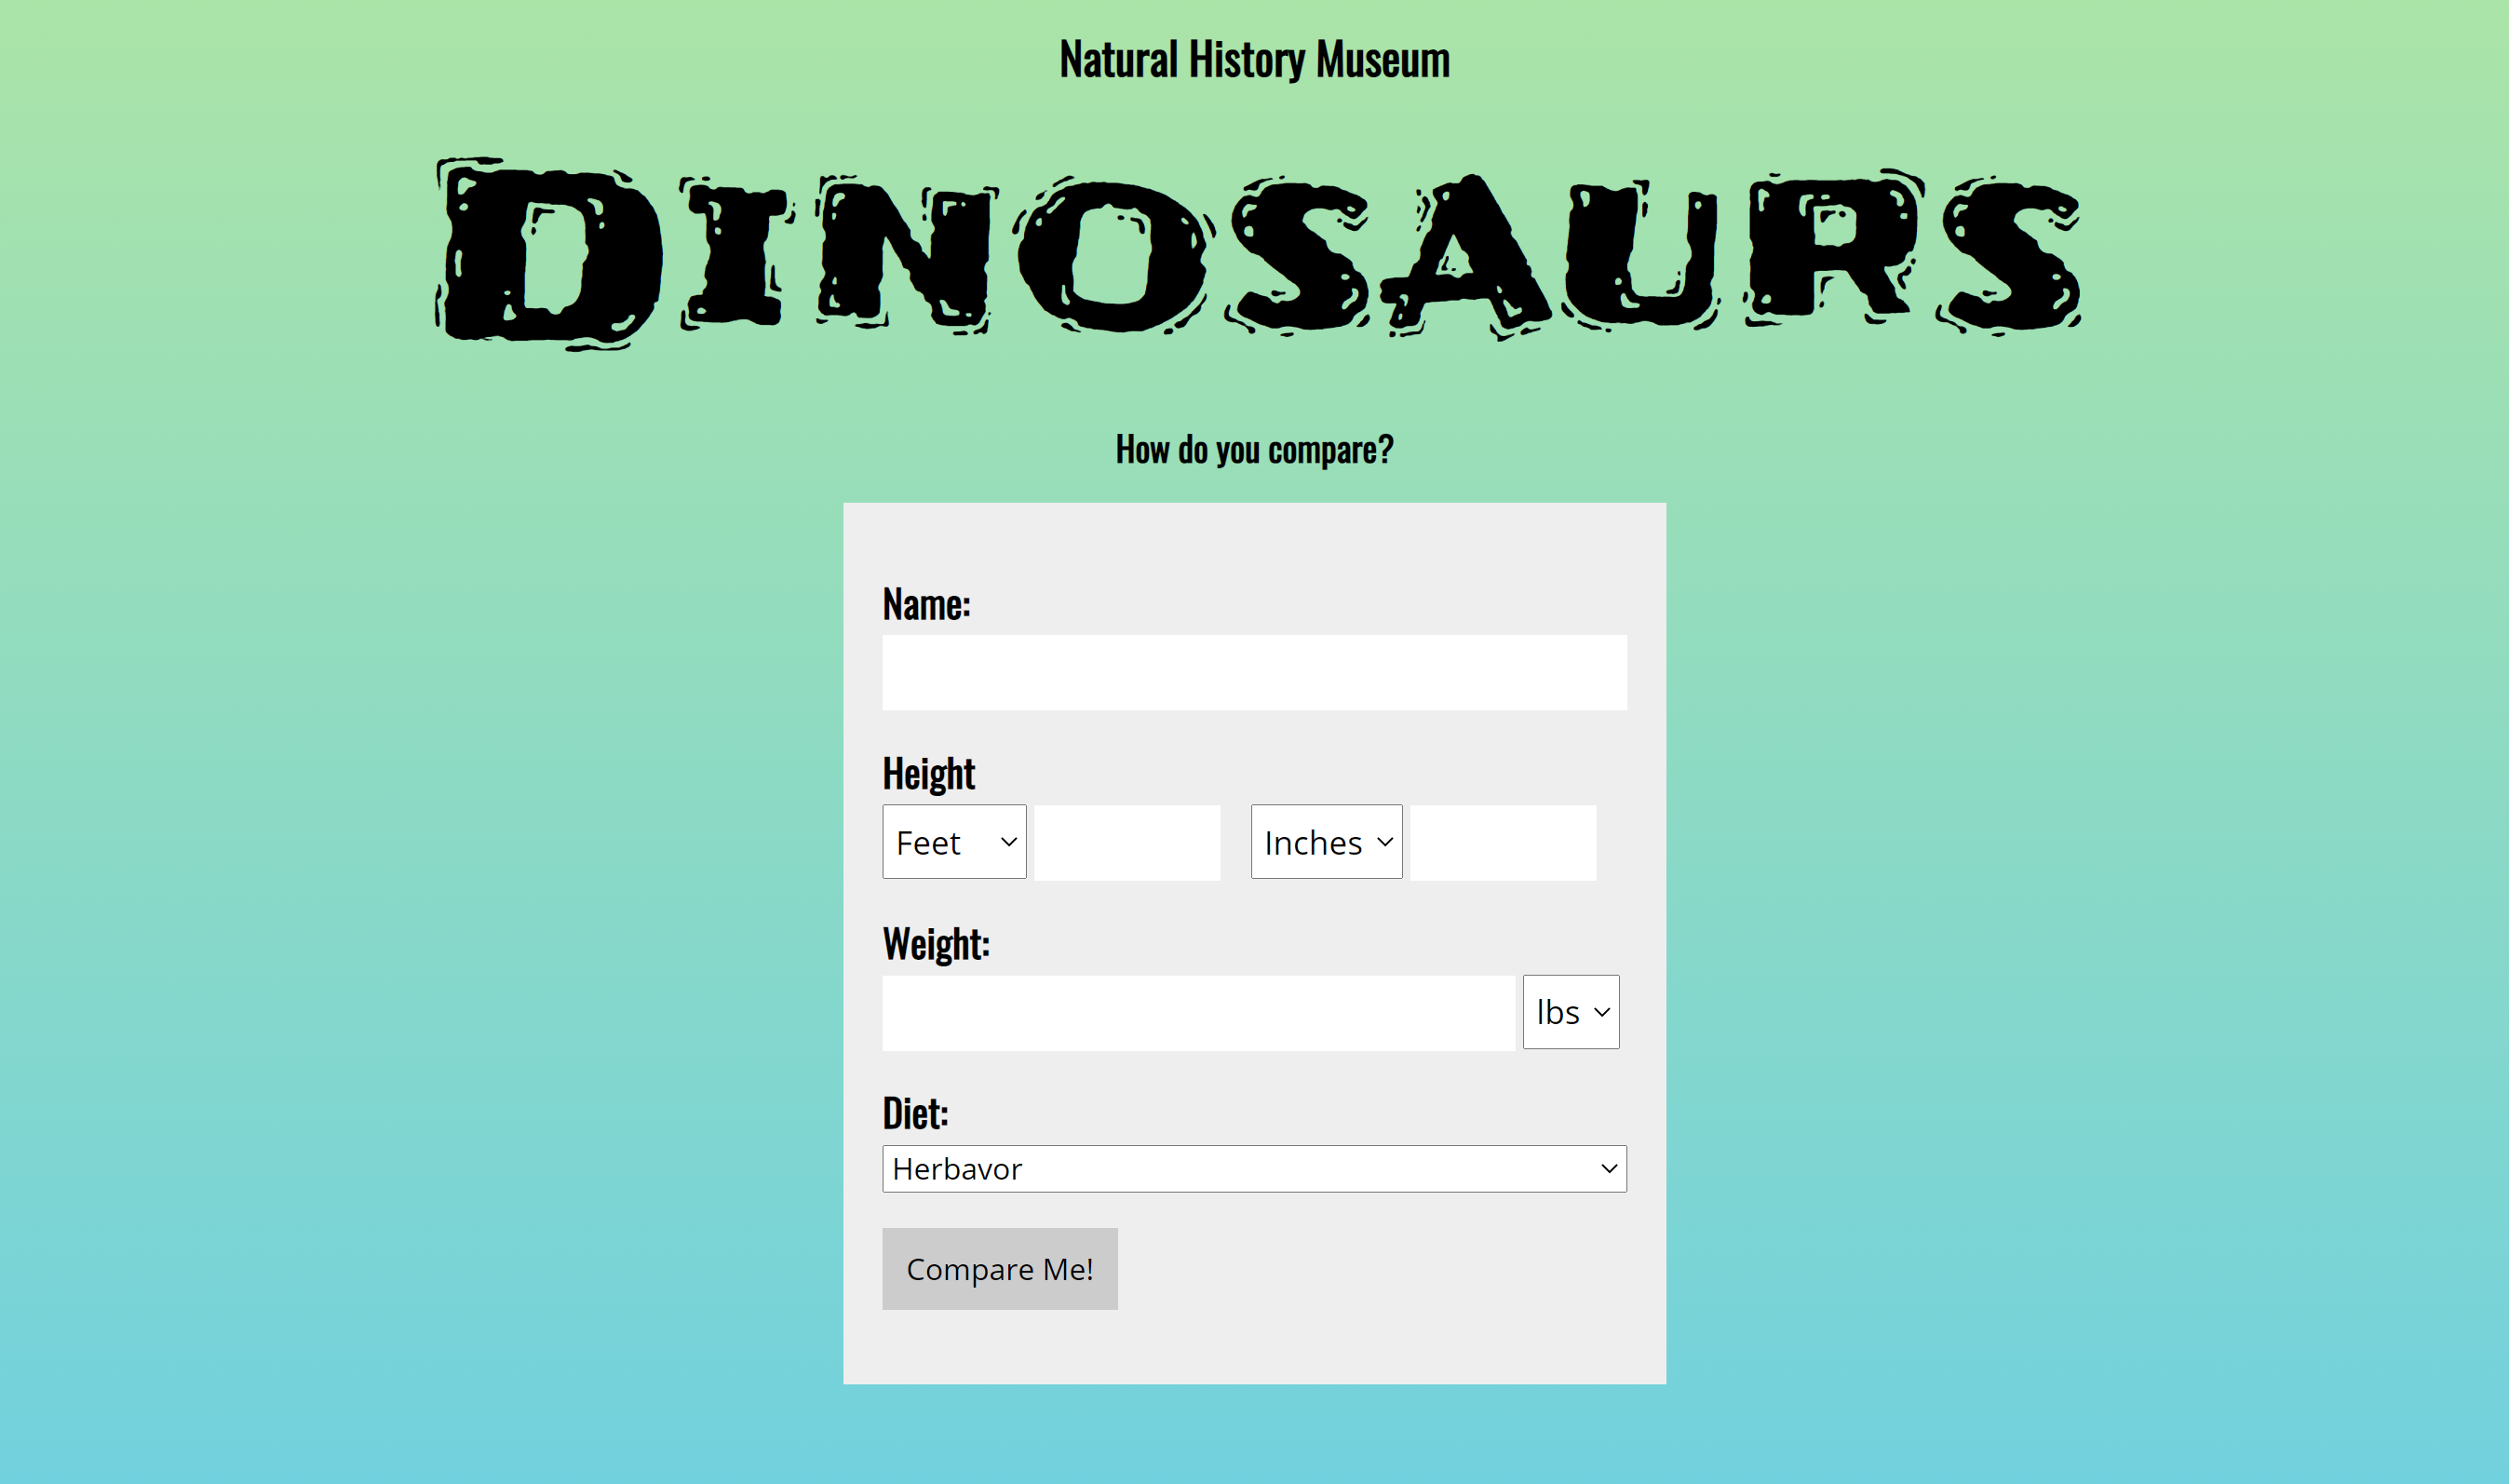 Natural History Museum
DINOSAURS
How do you compare?
Name:
Height
Feet Inches
Weight:
lbs
Diet:
Herbavor
Compare Me!